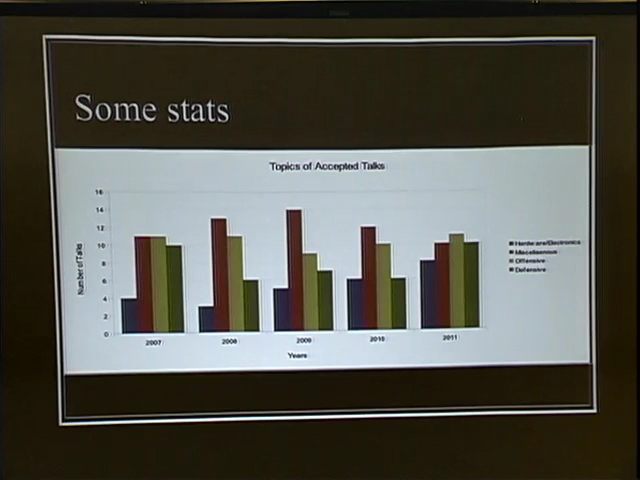 Some stats
Topics of Accepted Talks
16
14
12
10
8
6
4
2
0
Number of Talks
2007
2008
2009
2010
2011
Years
Hardware/Electronics
Miscellaneous
Offensive
Defensive